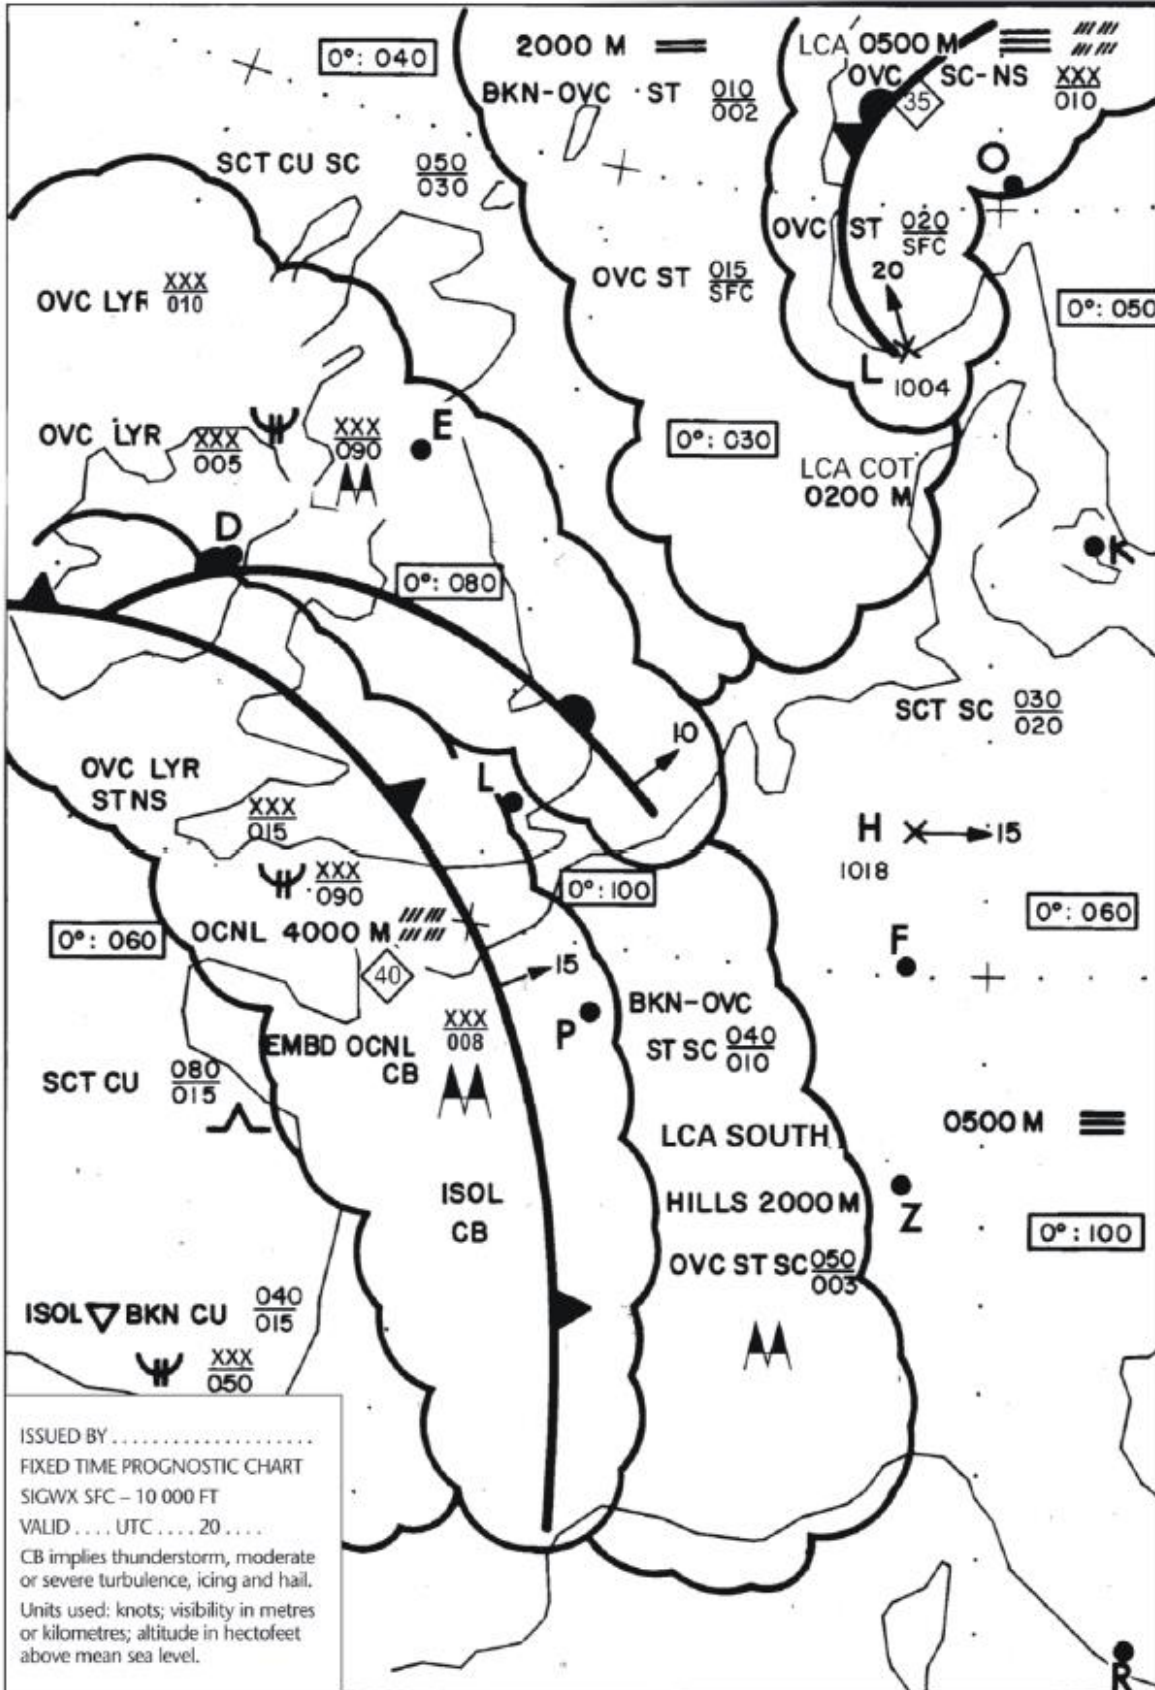 0°: 040
2000 M
BKN-OVC ST 010
002
LCA 0500 M
OVC SC-NS XXX
010
35
SCT CU SC 050
030
O
OVC ST 020
SFC
20
OVC LYR XXX
010
OVC ST 015
SFC
0°: 050
L 1004
OVC LYR XXX
005
XXX
090
E
0°: 030
LCA COT
0200 M
D
K
0°: 080
SCT SC 030
020
10
OVC LYR
ST NS
XXX
015
L
H
1018
15
XXX
090
0°: 100
0°: 060
0°: 060
OCNL 4000 M
40
15
F
XXX
008
P
BKN-OVC
ST SC 040
010
EMBD OCNL
CB
SCT CU 080
015
0500 M
LCA SOUTH
HILLS 2000 M
Z
ISOL
CB
OVC ST SC 050
003
0°: 100
ISOL BKN CU 040
015
XXX
050
ISSUED BY . . . . . . . . . . . . . . . . . . . . .
FIXED TIME PROGNOSTIC CHART
SIGWX SFC – 10 000 FT
VALID . . . . UTC . . . . 20 . . . .
CB implies thunderstorm, moderate
or severe turbulence, icing and hail.
Units used: knots; visibility in metres
or kilometres; altitude in hectofeet
above mean sea level.
R